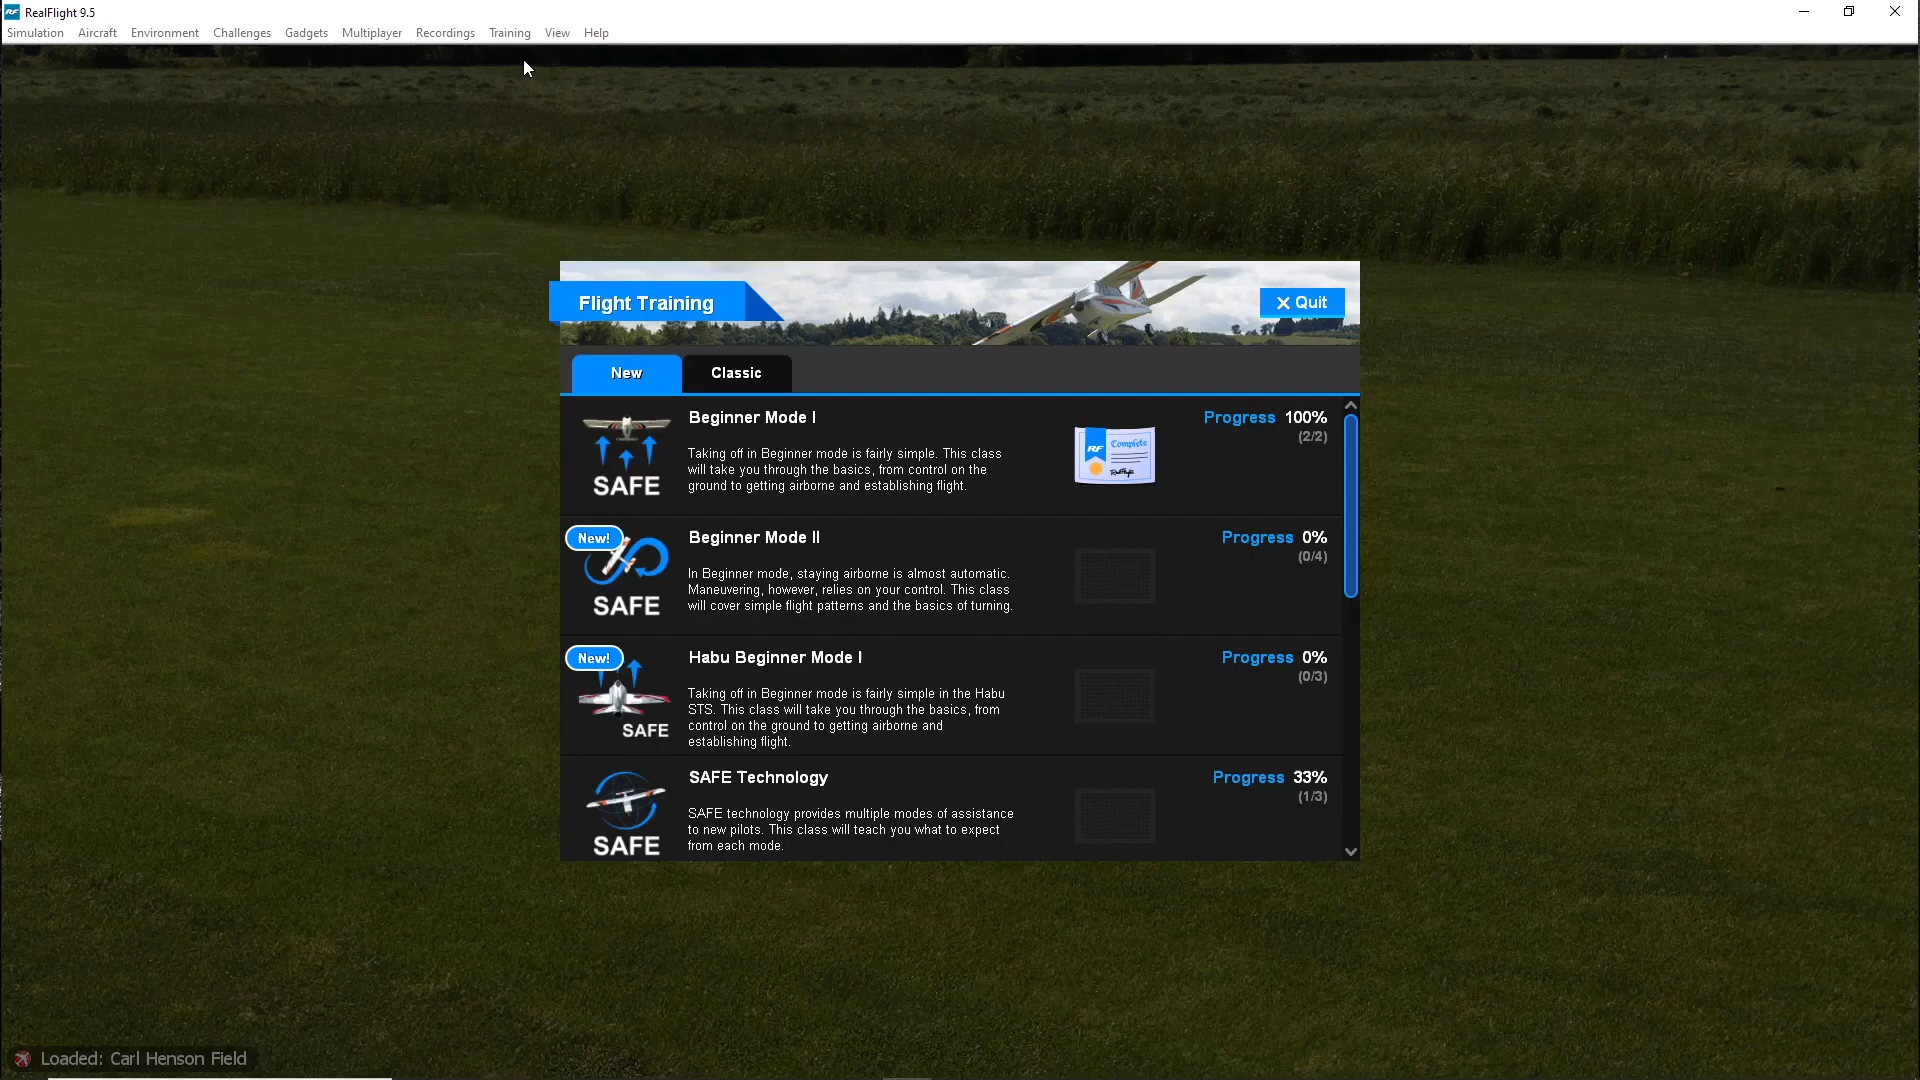 RF RealFlight 9.5
Simulation Aircraft Environment Challenges Gadgets Multiplayer Recordings Training View Help
Flight Training
Quit
New Classic
Beginner Mode I
Progress 100%
(2/2)
Taking off in Beginner mode is fairly simple. This class
will take you through the basics, from control on the
ground to getting airborne and establishing flight.
SAFE
RF
Complete
RealFlight
New!
Beginner Mode II
Progress 0%
(0/4)
In Beginner mode, staying airborne is almost automatic.
Maneuvering, however, relies on your control. This class
will cover simple flight patterns and the basics of turning.
SAFE
New!
Habu Beginner Mode I
Progress 0%
(0/3)
Taking off in Beginner mode is fairly simple in the Habu
STS. This class will take you through the basics, from
control on the ground to getting airborne and
establishing flight.
SAFE
SAFE Technology
Progress 33%
(1/3)
SAFE technology provides multiple modes of assistance
to new pilots. This class will teach you what to expect
from each mode.
SAFE
Loaded: Carl Henson Field